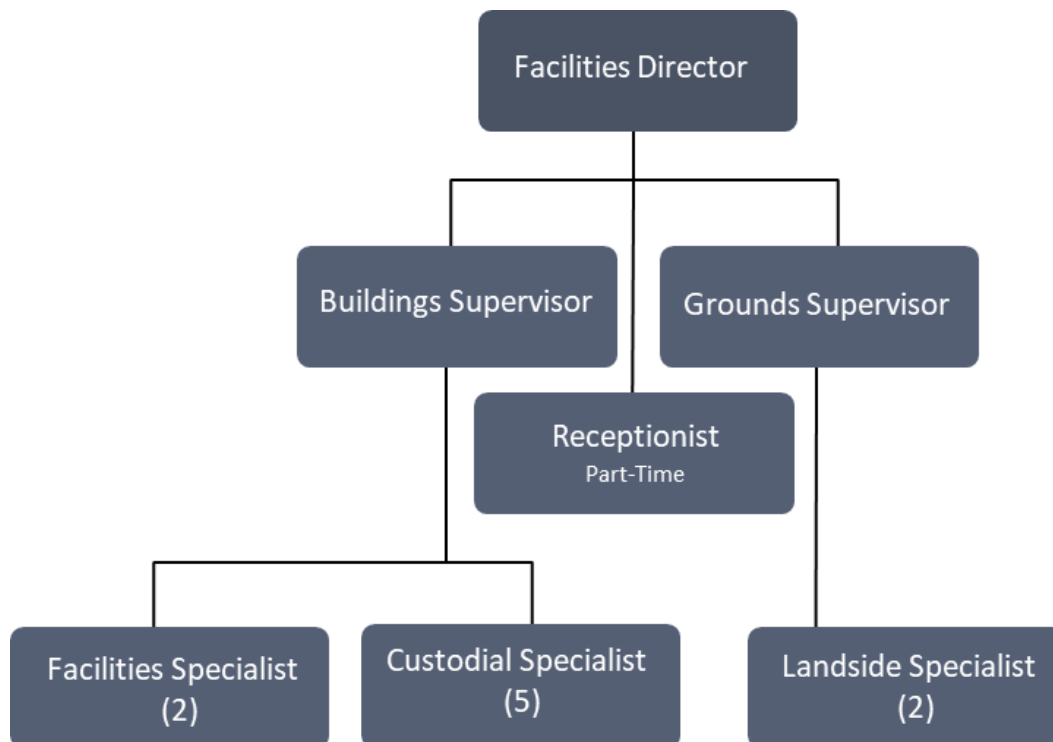 Facilities Director
Buildings Supervisor
Grounds Supervisor
Receptionist
Part-Time
Facilities Specialist
(2)
Custodial Specialist
(5)
Landside Specialist
(2)